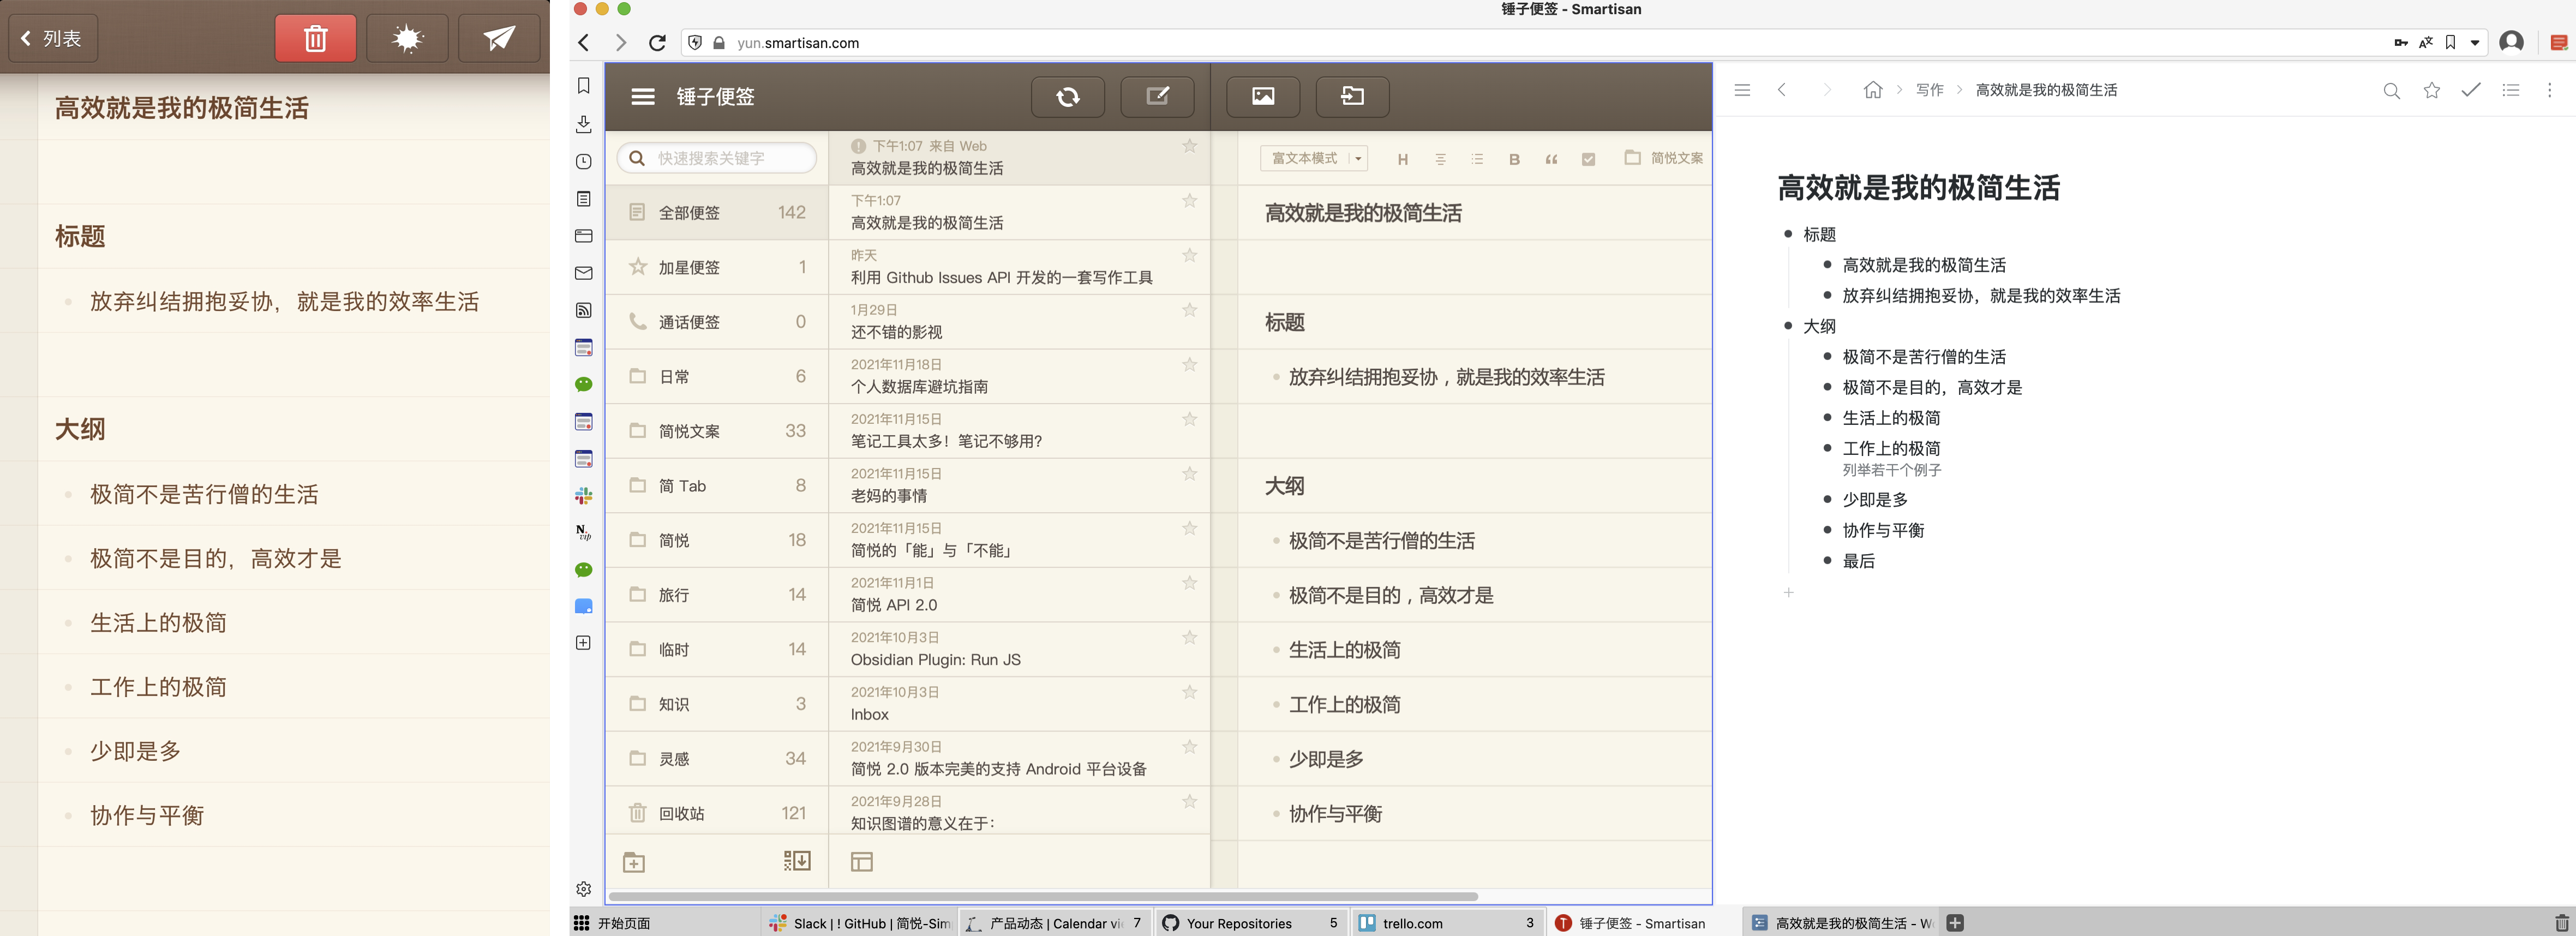 列表
高效就是我的极简生活
标题
放弃纠结拥抱妥协，就是我的效率生活
大纲
极简不是苦行僧的生活
极简不是目的，高效才是
生活上的极简
工作上的极简
少即是多
协作与平衡
锤子便签 - Smartisan
yun.smartisan.com
锤子便签
快速搜索关键字
全部便签 142
加星便签 1
通话便签 0
日常 6
简悦文案 33
简 Tab 8
简悦 18
旅行 14
临时 14
知识 3
灵感 34
回收站 121
下午1:07 来自 Web
高效就是我的极简生活
下午1:07
高效就是我的极简生活
昨天
利用 Github Issues API 开发的一套写作工具
1月29日
还不错的影视
2021年11月18日
个人数据库避坑指南
2021年11月15日
笔记工具太多！笔记不够用？
2021年11月15日
老妈的事情
2021年11月15日
简悦的「能」与「不能」
2021年11月1日
简悦 API 2.0
2021年10月3日
Obsidian Plugin: Run JS
2021年10月3日
Inbox
2021年9月30日
简悦 2.0 版本完美的支持 Android 平台设备
2021年9月28日
知识图谱的意义在于：
富文本模式 H B 简悦文案
高效就是我的极简生活
标题
放弃纠结拥抱妥协，就是我的效率生活
大纲
极简不是苦行僧的生活
极简不是目的，高效才是
生活上的极简
工作上的极简
少即是多
协作与平衡
写作 高效就是我的极简生活
高效就是我的极简生活
标题
高效就是我的极简生活
放弃纠结拥抱妥协，就是我的效率生活
大纲
极简不是苦行僧的生活
极简不是目的，高效才是
生活上的极简
工作上的极简
列举若干个例子
少即是多
协作与平衡
最后
N. vip
开始页面
Slack | ! GitHub | 简悦-Sim
产品动态 | Calendar vi 7
Your Repositories 5
trello.com 3
锤子便签 - Smartisan
高效就是我的极简生活 - W